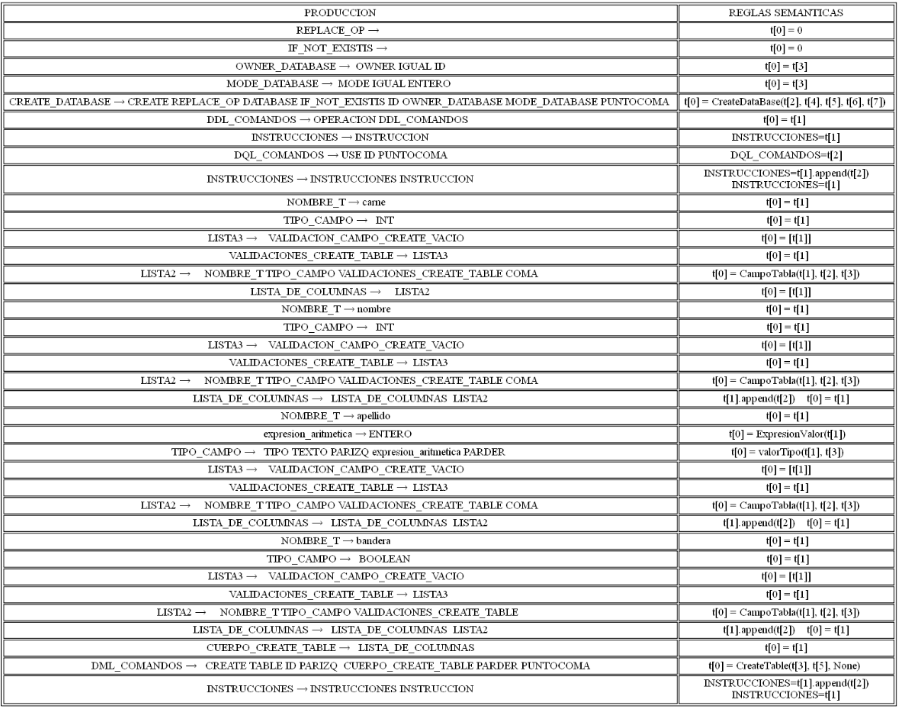 PRODUCCION REGLAS SEMANTICAS
REPLACE_OP → t[0] = 0
IF_NOT_EXISTIS → t[0] = 0
OWNER_DATABASE → OWNER IGUAL ID t[0] = t[3]
MODE_DATABASE → MODE IGUAL ENTERO t[0] = t[3]
CREATE_DATABASE → CREATE REPLACE_OP DATABASE IF_NOT_EXISTIS ID OWNER_DATABASE MODE_DATABASE PUNTOCOMA t[0] = CreateDataBase(t[2], t[4], t[5], t[6], t[7])
DDL_COMANDOS → OPERACION DDL_COMANDOS t[0] = t[1]
INSTRUCCIONES → INSTRUCCION INSTRUCCIONES=t[1]
DQL_COMANDOS → USE ID PUNTOCOMA DQL_COMANDOS=t[2]
INSTRUCCIONES → INSTRUCCIONES INSTRUCCION INSTRUCCIONES=t[1].append(t[2])
INSTRUCCIONES=t[1]
NOMBRE_T → carne t[0] = t[1]
TIPO_CAMPO → INT t[0] = t[1]
LISTA3 → VALIDACION_CAMPO_CREATE_VACIO t[0] = [t[1]]
VALIDACIONES_CREATE_TABLE → LISTA3 t[0] = t[1]
LISTA2 → NOMBRE_T TIPO_CAMPO VALIDACIONES_CREATE_TABLE COMA t[0] = CampoTabla(t[1], t[2], t[3])
LISTA_DE_COLUMNAS → LISTA2 t[0] = [t[1]]
NOMBRE_T → nombre t[0] = t[1]
TIPO_CAMPO → INT t[0] = t[1]
LISTA3 → VALIDACION_CAMPO_CREATE_VACIO t[0] = [t[1]]
VALIDACIONES_CREATE_TABLE → LISTA3 t[0] = t[1]
LISTA2 → NOMBRE_T TIPO_CAMPO VALIDACIONES_CREATE_TABLE COMA t[0] = CampoTabla(t[1], t[2], t[3])
LISTA_DE_COLUMNAS → LISTA_DE_COLUMNAS LISTA2 t[1].append(t[2]) t[0] = t[1]
NOMBRE_T → apellido t[0] = t[1]
expresion_aritmetica → ENTERO t[0] = ExpresionValor(t[1])
TIPO_CAMPO → TIPO TEXTO PARIZQ expresion_aritmetica PARDER t[0] = valorTipo(t[1], t[3])
LISTA3 → VALIDACION_CAMPO_CREATE_VACIO t[0] = [t[1]]
VALIDACIONES_CREATE_TABLE → LISTA3 t[0] = t[1]
LISTA2 → NOMBRE_T TIPO_CAMPO VALIDACIONES_CREATE_TABLE COMA t[0] = CampoTabla(t[1], t[2], t[3])
LISTA_DE_COLUMNAS → LISTA_DE_COLUMNAS LISTA2 t[1].append(t[2]) t[0] = t[1]
NOMBRE_T → bandera t[0] = t[1]
TIPO_CAMPO → BOOLEAN t[0] = t[1]
LISTA3 → VALIDACION_CAMPO_CREATE_VACIO t[0] = [t[1]]
VALIDACIONES_CREATE_TABLE → LISTA3 t[0] = t[1]
LISTA2 → NOMBRE_T TIPO_CAMPO VALIDACIONES_CREATE_TABLE t[0] = CampoTabla(t[1], t[2], t[3])
LISTA_DE_COLUMNAS → LISTA_DE_COLUMNAS LISTA2 t[1].append(t[2]) t[0] = t[1]
CUERPO_CREATE_TABLE → LISTA_DE_COLUMNAS t[0] = t[1]
DML_COMANDOS → CREATE TABLE ID PARIZQ CUERPO_CREATE_TABLE PARDER PUNTOCOMA t[0] = CreateTable(t[3], t[5], None)
INSTRUCCIONES → INSTRUCCIONES INSTRUCCION INSTRUCCIONES=t[1].append(t[2])
INSTRUCCIONES=t[1]